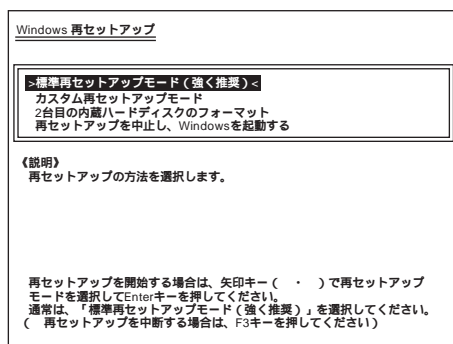 Windows 再セットアップ
>標準再セットアップモード（強く推奨）<
カスタム再セットアップモード
2台目の内蔵ハードディスクのフォーマット
再セットアップを中止し、Windowsを起動する
《説明》
再セットアップの方法を選択します。
再セットアップを開始する場合は、矢印キー（　・　）で再セットアップ
モードを選択してEnterキーを押してください。
通常は、「標準再セットアップモード（強く推奨）」を選択してください。
（　再セットアップを中断する場合は、F3キーを押してください）